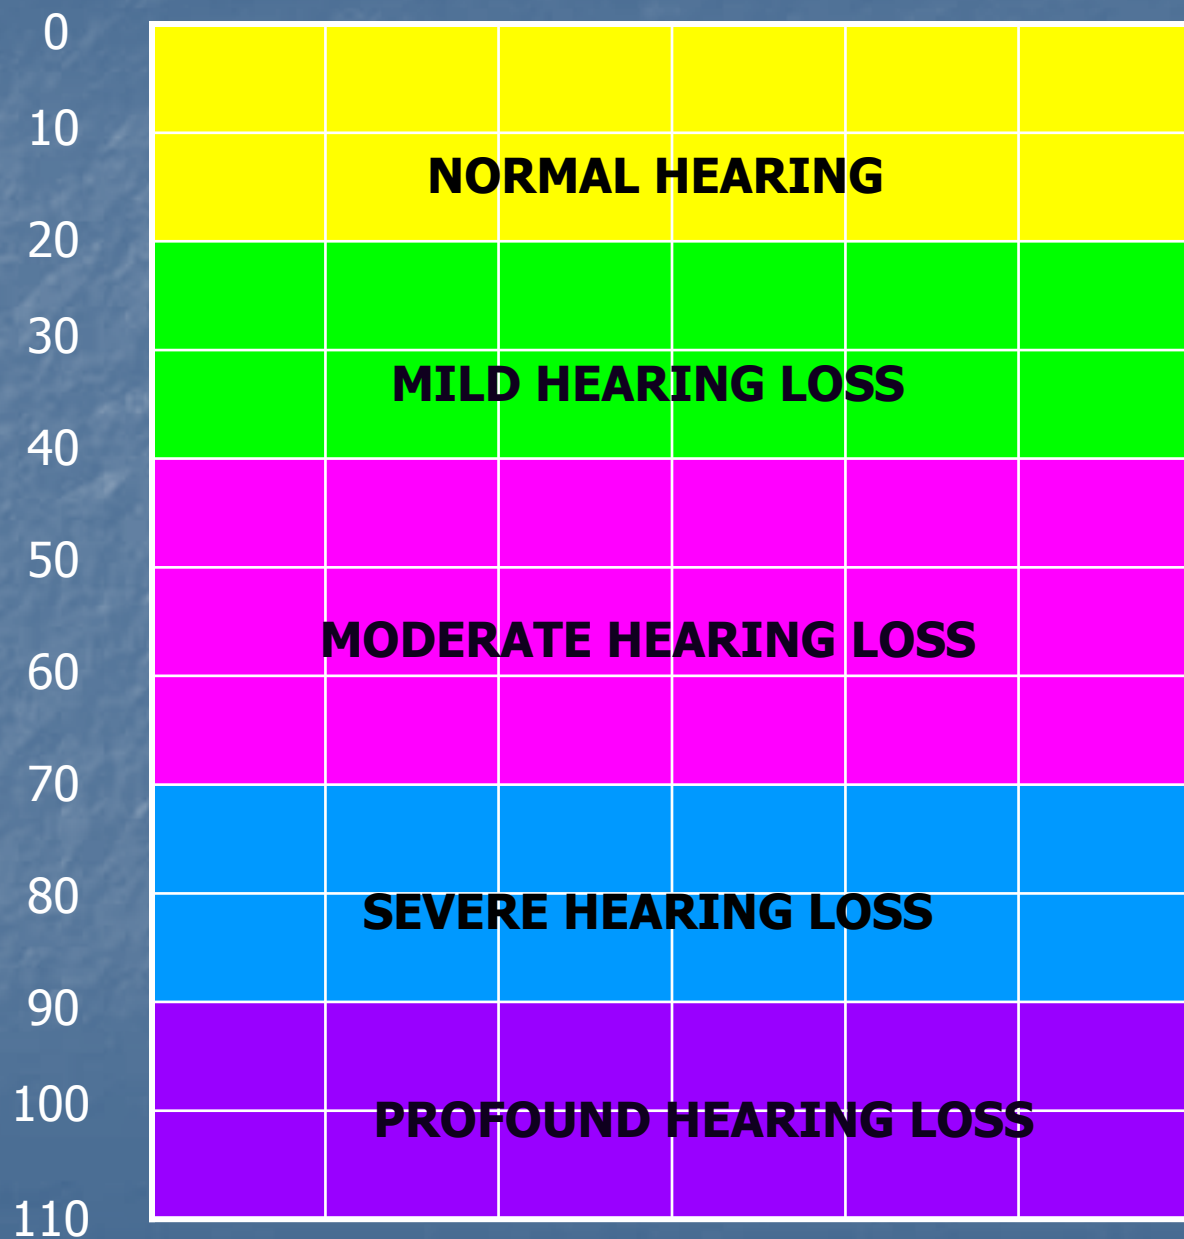 0
10
NORMAL HEARING
20
30
MILD HEARING LOSS
40
50
MODERATE HEARING LOSS
60
70
80
SEVERE HEARING LOSS
90
100
PROFOUND HEARING LOSS
110